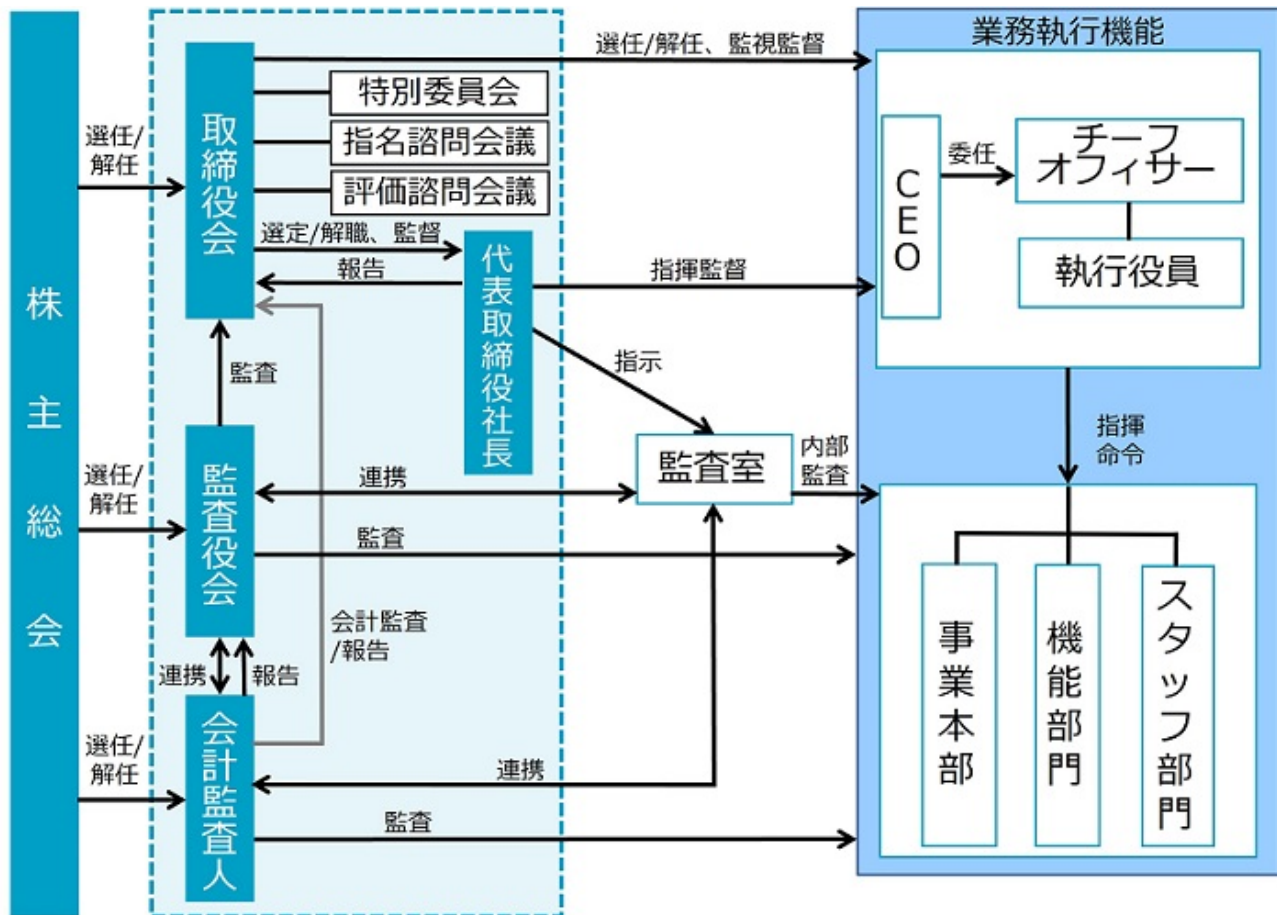 業務執行機能
選任/解任、監視監督
特別委員会
指名諮問会議
評価諮問会議
選任/
解任
取締役会
CEO
委任
チーフ
オフィサー
執行役員
選定/解職、監督
報告
代表取締役社長
指揮監督
指示
株主総会
監査
指揮
命令
選任/
解任
監査役会
連携
監査室
内部
監査
監査
会計監査
/報告
連携
報告
事業本部
機能部門
スタッフ部門
選任/
解任
会計監査人
連携
監査